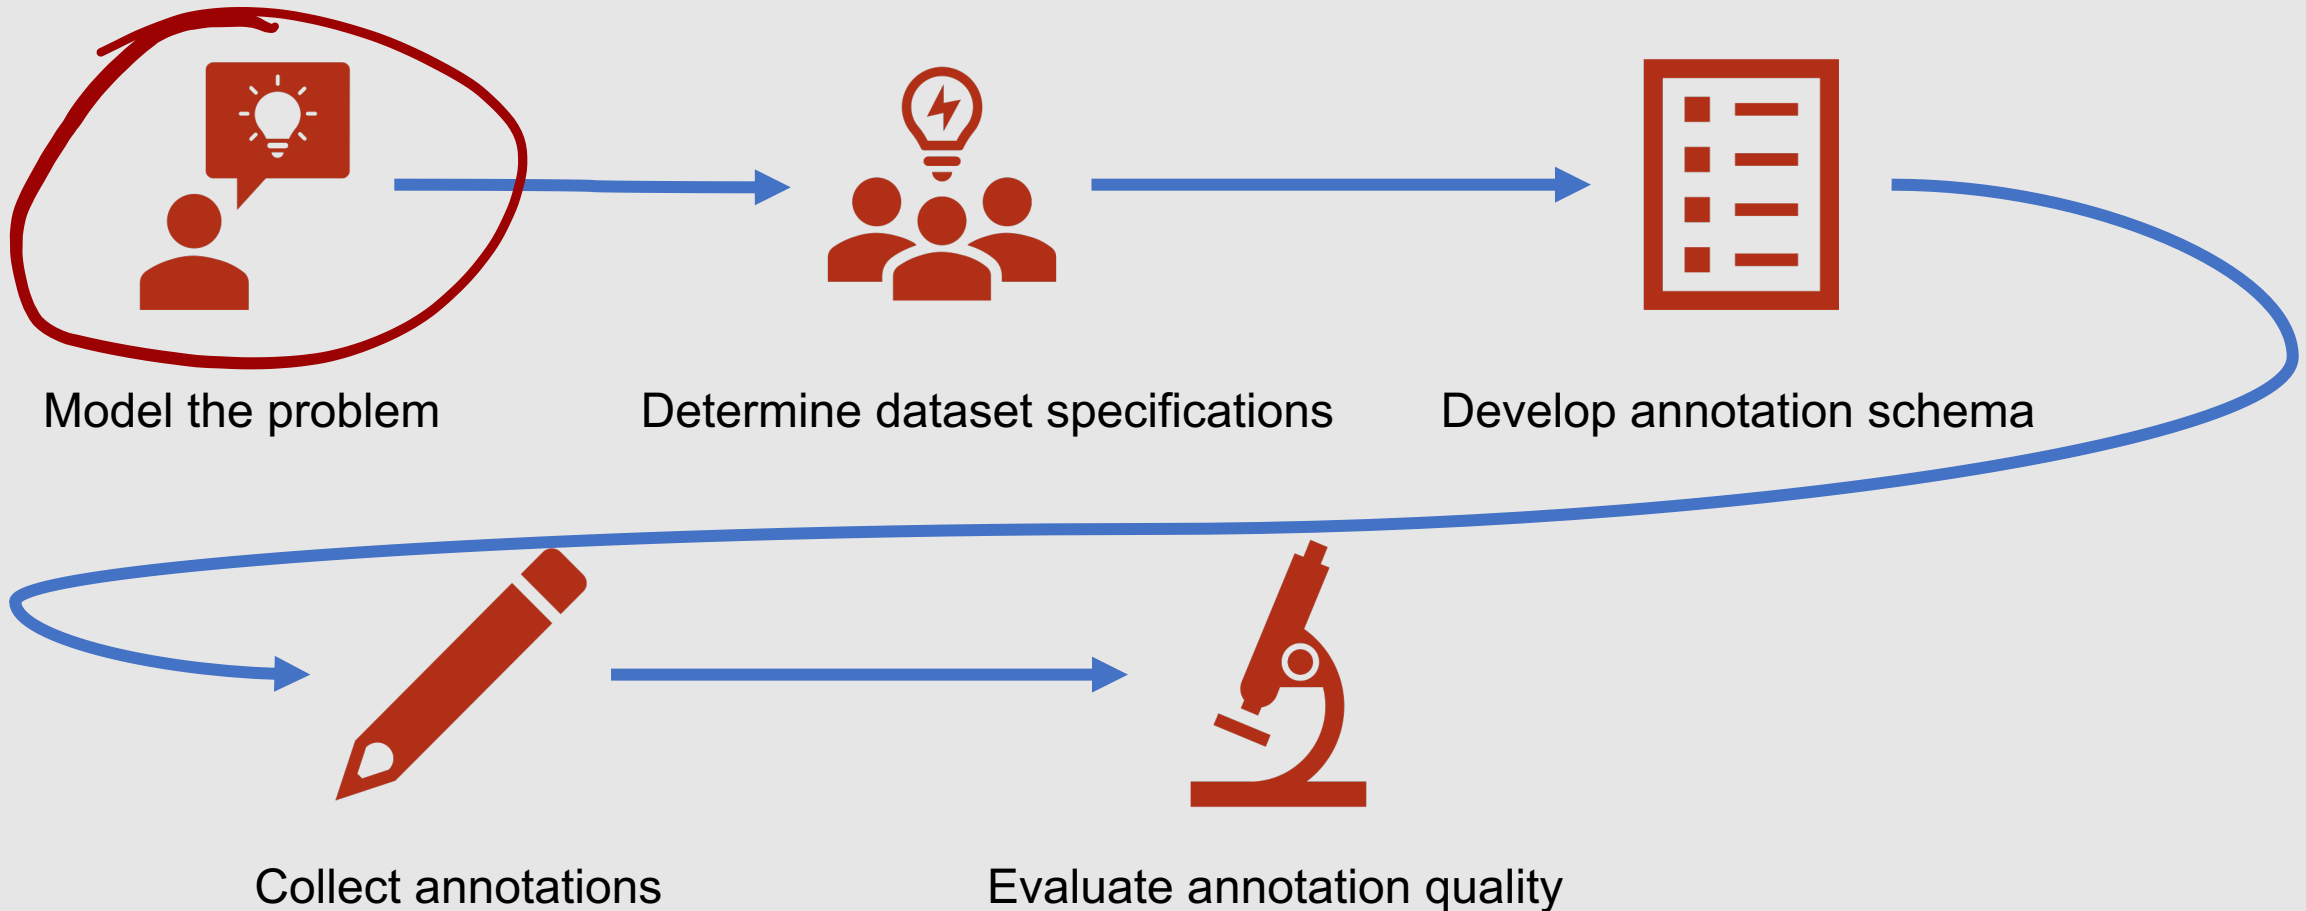 Model the problem
Determine dataset specifications
Develop annotation schema
Collect annotations
Evaluate annotation quality